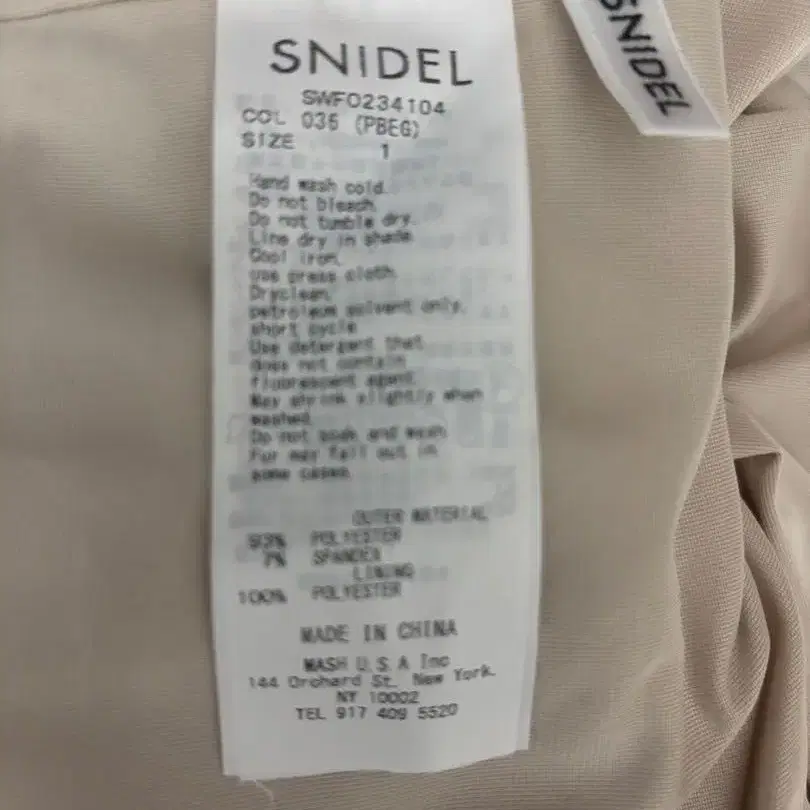 SNIDEL
SNIDEL
SWFO234104
COL 035 (PBEG)
SIZE 1
Hand wash cold.
Do not bleach.
Do not tumble dry.
Line dry in shade.
Cool iron,
use press cloth.
Dryclean,
petroleum solvent only,
short cycle
Use detergent that
does not contain
fluorescent agent.
May shrink slightly when
washed.
Do not soak and wash.
Fur may fall out in
some cases.
OUTER MATERIAL
93% POLYESTER
7% SPANDEX
LINING
100% POLYESTER
MADE IN CHINA
MASH U.S.A Inc
144 Orchard St. New York.
NY 10002
TEL 917 409 5520